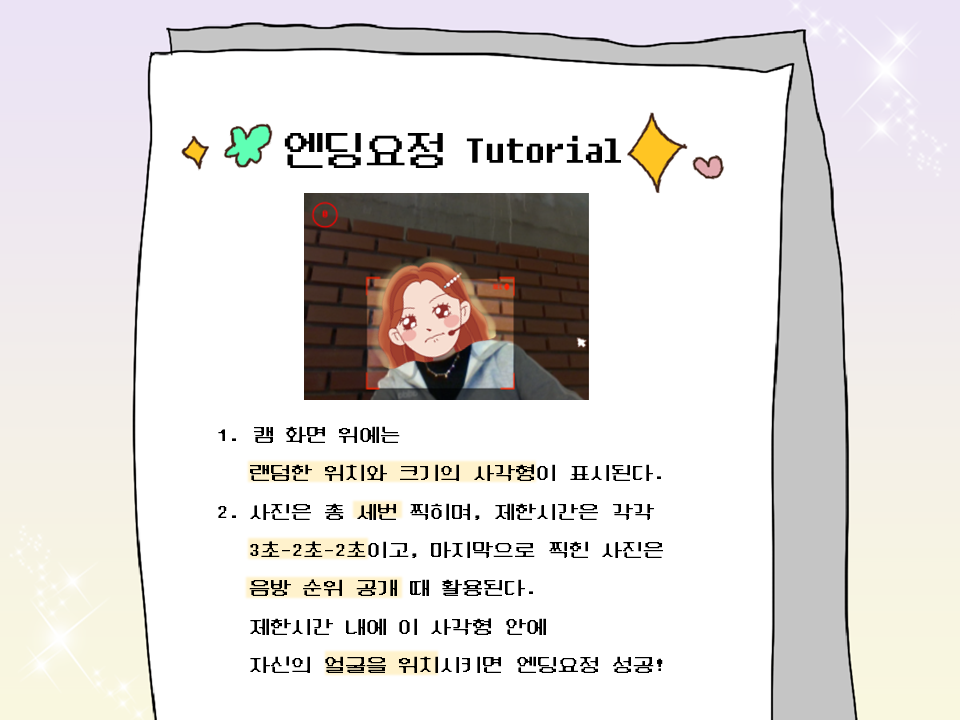 엔딩요정 Tutorial
1. 캠 화면 위에는
랜덤한 위치와 크기의 사각형이 표시된다.
2. 사진은 총 세번 찍히며, 제한시간은 각각
3초-2초-2초이고, 마지막으로 찍힌 사진은
음방 순위 공개 때 활용된다.
제한시간 내에 이 사각형 안에
자신의 얼굴을 위치시키면 엔딩요정 성공!